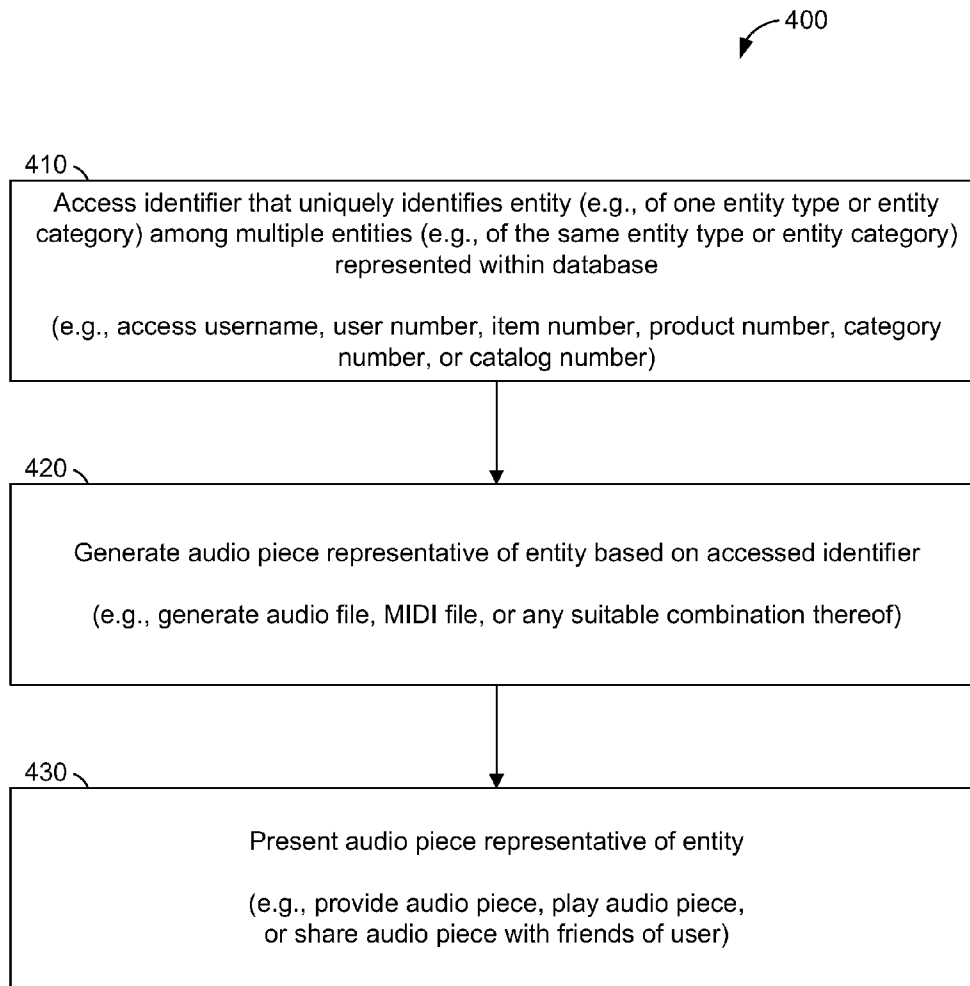 400
410
Access identifier that uniquely identifies entity (e.g., of one entity type or entity
category) among multiple entities (e.g., of the same entity type or entity category)
represented within database
(e.g., access username, user number, item number, product number, category
number, or catalog number)
420
Generate audio piece representative of entity based on accessed identifier
(e.g., generate audio file, MIDI file, or any suitable combination thereof)
430
Present audio piece representative of entity
(e.g., provide audio piece, play audio piece,
or share audio piece with friends of user)